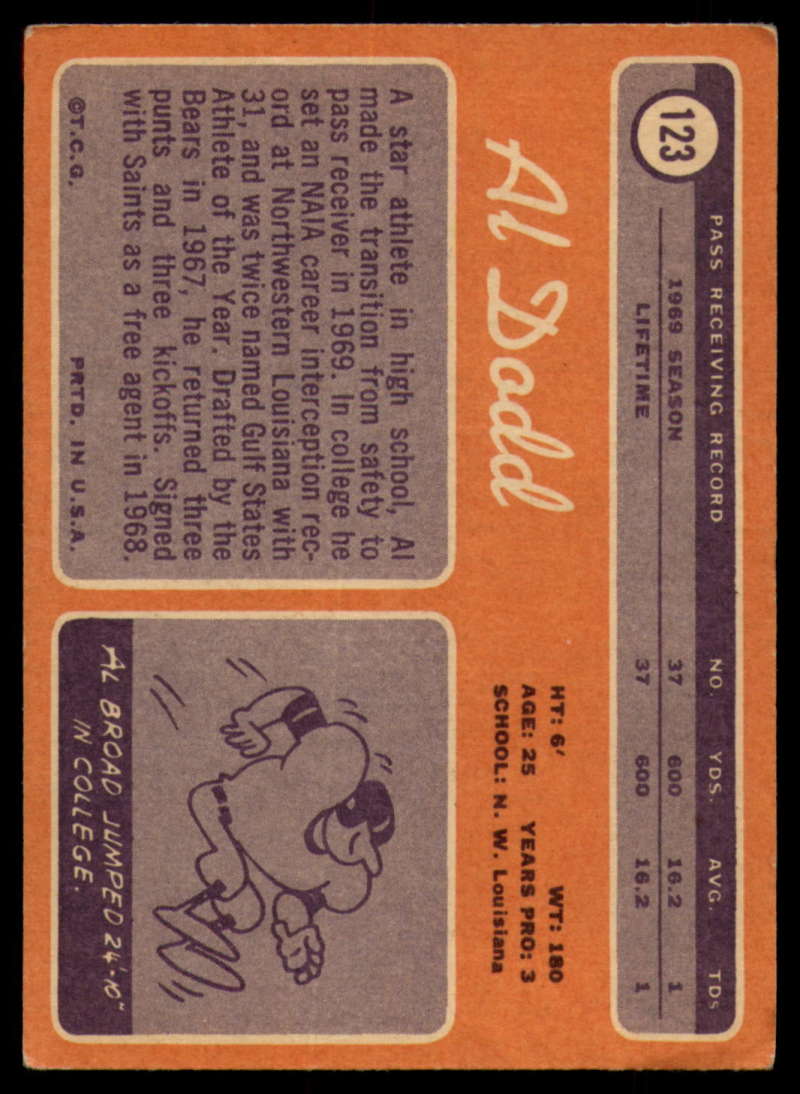 123
PASS RECEIVING RECORD NO. YDS. AVG. TDs
1969 SEASON 37 600 16.2 1
LIFETIME 37 600 16.2 1
Al Dodd
HT: 6' WT: 180
AGE: 25 YEARS PRO: 3
SCHOOL: N. W. Louisiana
A star athlete in high school, Al
made the transition from safety to
pass receiver in 1969. In college he
set an NAIA career interception rec-
ord at Northwestern Louisiana with
31, and was twice named Gulf States
Athlete of the Year. Drafted by the
Bears in 1967, he returned three
punts and three kickoffs. Signed
with Saints as a free agent in 1968.
©T.C.G. PRTD. IN U.S.A.
AL BROAD JUMPED 24'-10"
IN COLLEGE.